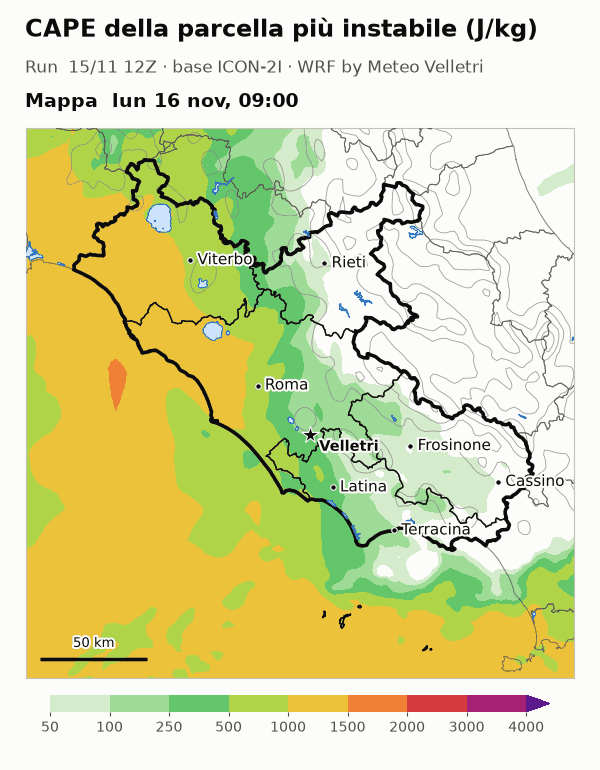 CAPE della parcella più instabile (J/kg)
Run  15/11 12Z · base ICON-2I · WRF by Meteo Velletri
Mappa  lun 16 nov, 09:00
Viterbo
Rieti
Roma
Velletri
Frosinone
Latina
Cassino
Terracina
50 km
50 100 250 500 1000 1500 2000 3000 4000